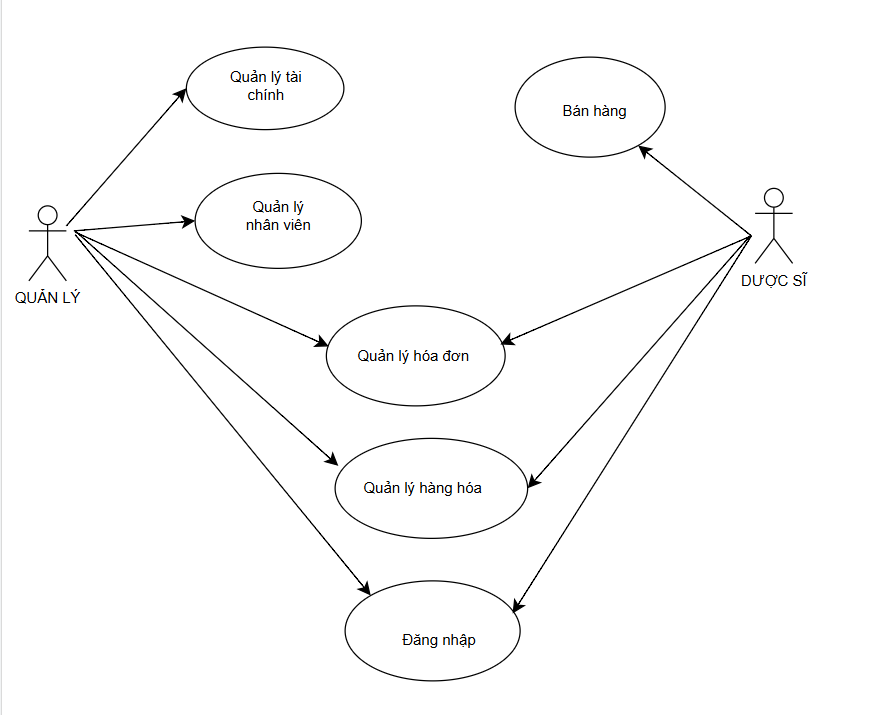 Quản lý tài
chính
Bán hàng
Quản lý
nhân viên
QUẢN LÝ
DƯỢC SĨ
Quản lý hóa đơn
Quản lý hàng hóa
Đăng nhập